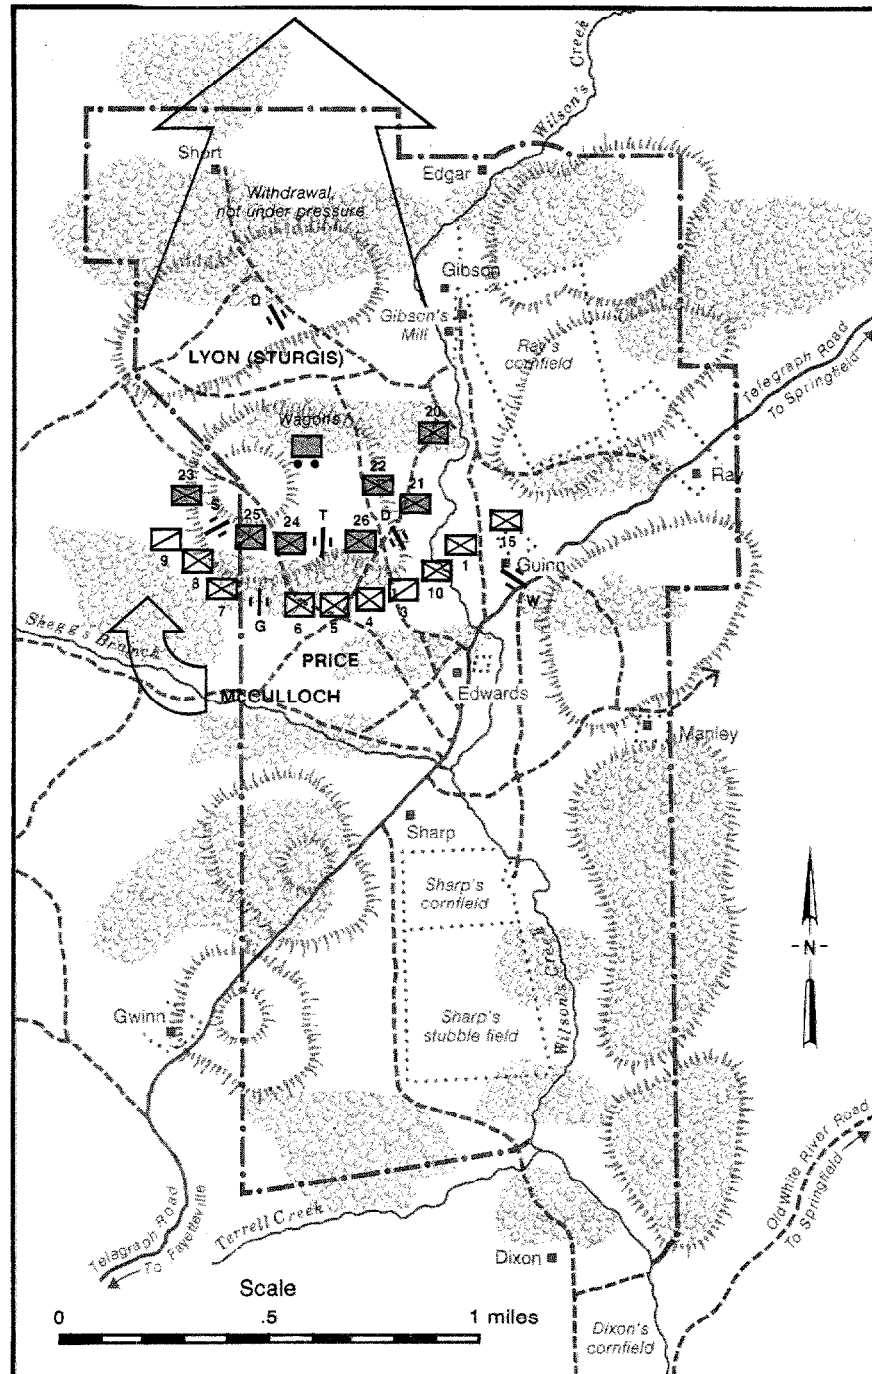 Wilson's Creek
Short
Edgar
Withdrawal,
not under pressure
Gibson
D
Gibson's
Mill
Ray's
cornfield
LYON (STURGIS)
Telegraph Road
To Springfield
20
Wagons
22
23
21
Ray
S
25
24
T
26
D
15
9
8
1
Guinn
10
7
G
6
5
4
3
W
Skegg's Branch
PRICE
McCULLOCH
Edwards
Manley
Sharp
Sharp's
cornfield
-N-
Wilson's Creek
Gwinn
Sharp's
stubble field
Old White River Road
To Springfield
Telagraph Road
To Fayetteville
Terrell Creek
Dixon
Scale
0 .5 1 miles
Dixon's
cornfield